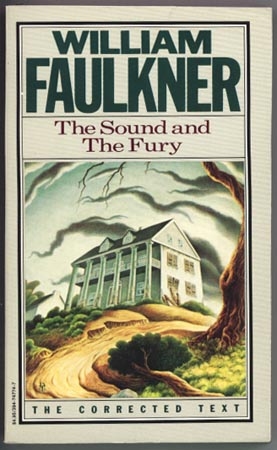 WILLIAM
FAULKNER
The Sound and
The Fury
THE CORRECTED TEXT